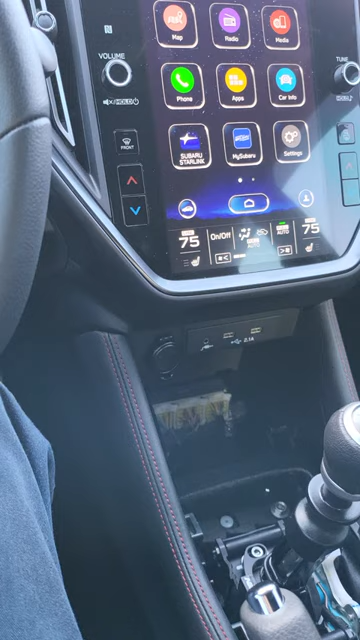 VOLUME
TUNE
/HOLD
Map
Radio
Media
Phone
Apps
Car Info
SUBARU STARLINK
MySubaru
Settings
FRONT
75
On/Off
AUTO
75
2.1A